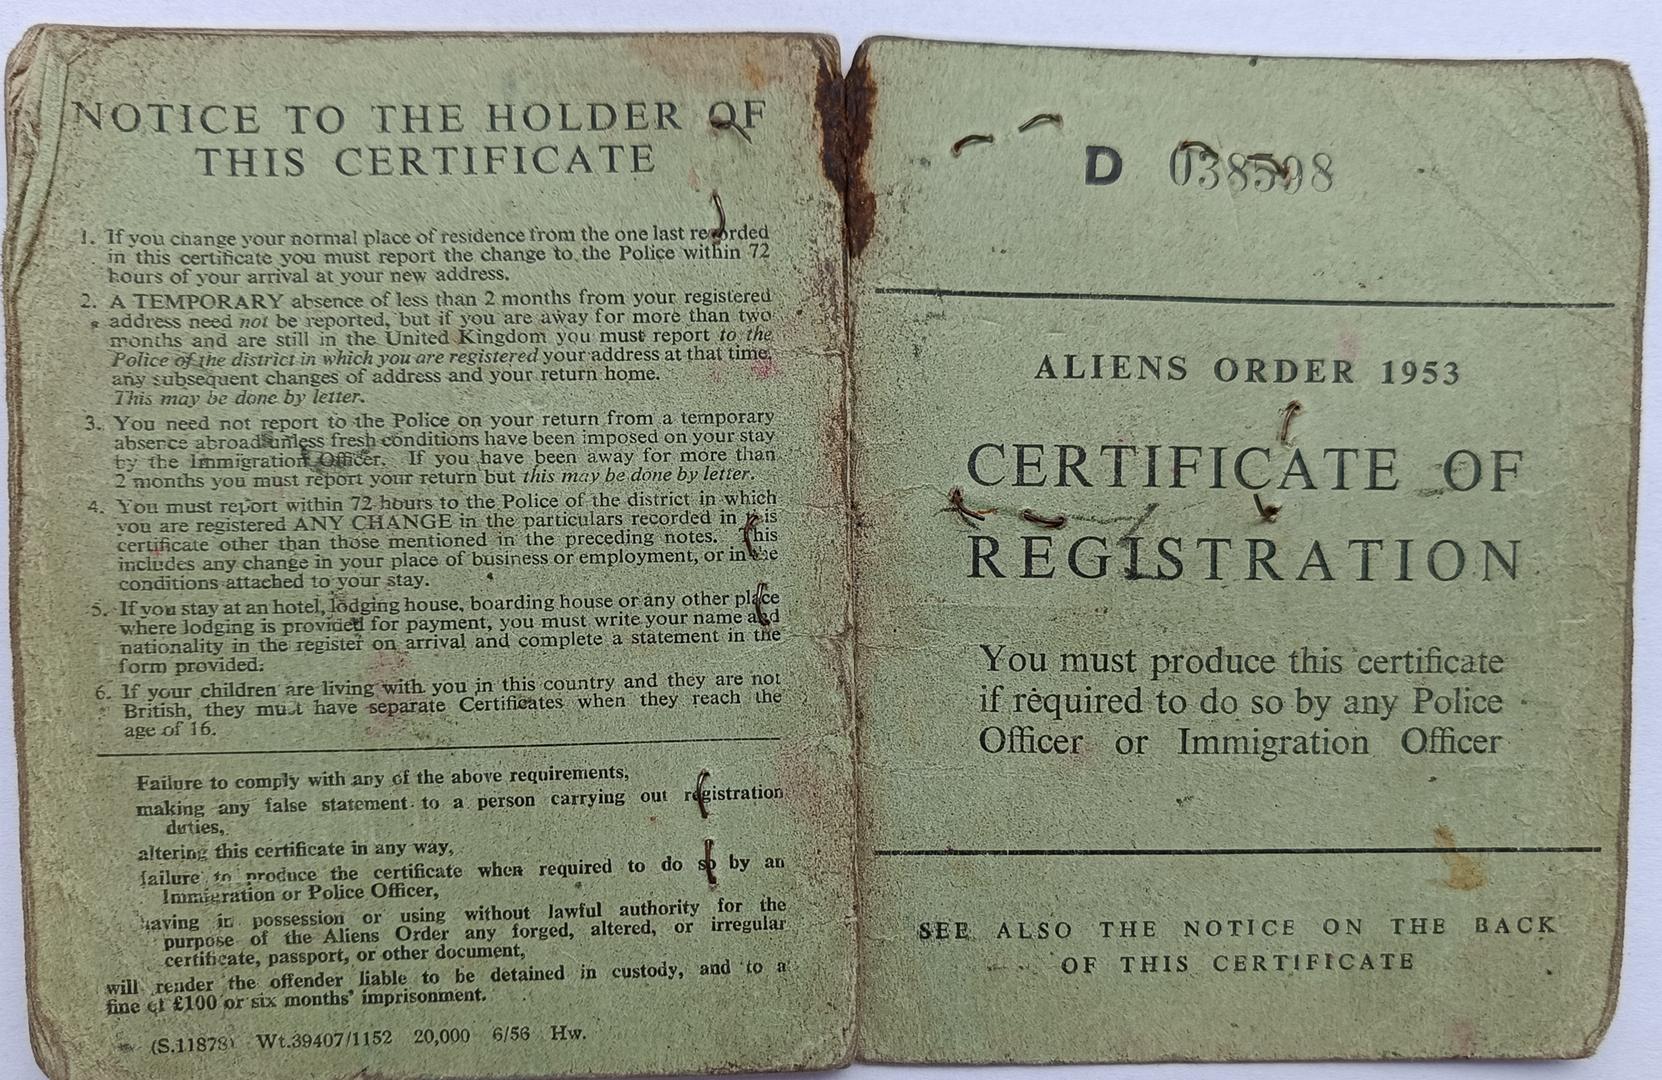 NOTICE TO THE HOLDER OF
THIS CERTIFICATE
1. If you change your normal place of residence from the one last recorded
in this certificate you must report the change to the Police within 72
hours of your arrival at your new address.
2. A TEMPORARY absence of less than 2 months from your registered
address need not be reported, but if you are away for more than two
months and are still in the United Kingdom you must report to the
Police of the district in which you are registered your address at that time,
any subsequent changes of address and your return home.
This may be done by letter.
3. You need not report to the Police on your return from a temporary
absence abroad unless fresh conditions have been imposed on your stay
by the Immigration Officer. If you have been away for more than
2 months you must report your return but this may be done by letter.
4. You must report within 72 hours to the Police of the district in which
you are registered ANY CHANGE in the particulars recorded in this
certificate other than those mentioned in the preceding notes. This
includes any change in your place of business or employment, or in the
conditions attached to your stay.
5. If you stay at an hotel, lodging house, boarding house or any other place
where lodging is provided for payment, you must write your name and
nationality in the register on arrival and complete a statement in the
form provided.
6. If your children are living with you in this country and they are not
British, they must have separate Certificates when they reach the
age of 16.
Failure to comply with any of the above requirements,
making any false statement to a person carrying out registration
duties,
altering this certificate in any way,
failure to produce the certificate when required to do so by an
Immigration or Police Officer,
having in possession or using without lawful authority for the
purpose of the Aliens Order any forged, altered, or irregular
certificate, passport, or other document,
will render the offender liable to be detained in custody, and to a
fine of £100 or six months' imprisonment.
(S.11878) Wt.39407/1152 20,000 6/56 Hw.
D 038598
ALIENS ORDER 1953
CERTIFICATE OF
REGISTRATION
You must produce this certificate
if required to do so by any Police
Officer or Immigration Officer
SEE ALSO THE NOTICE ON THE BACK
OF THIS CERTIFICATE